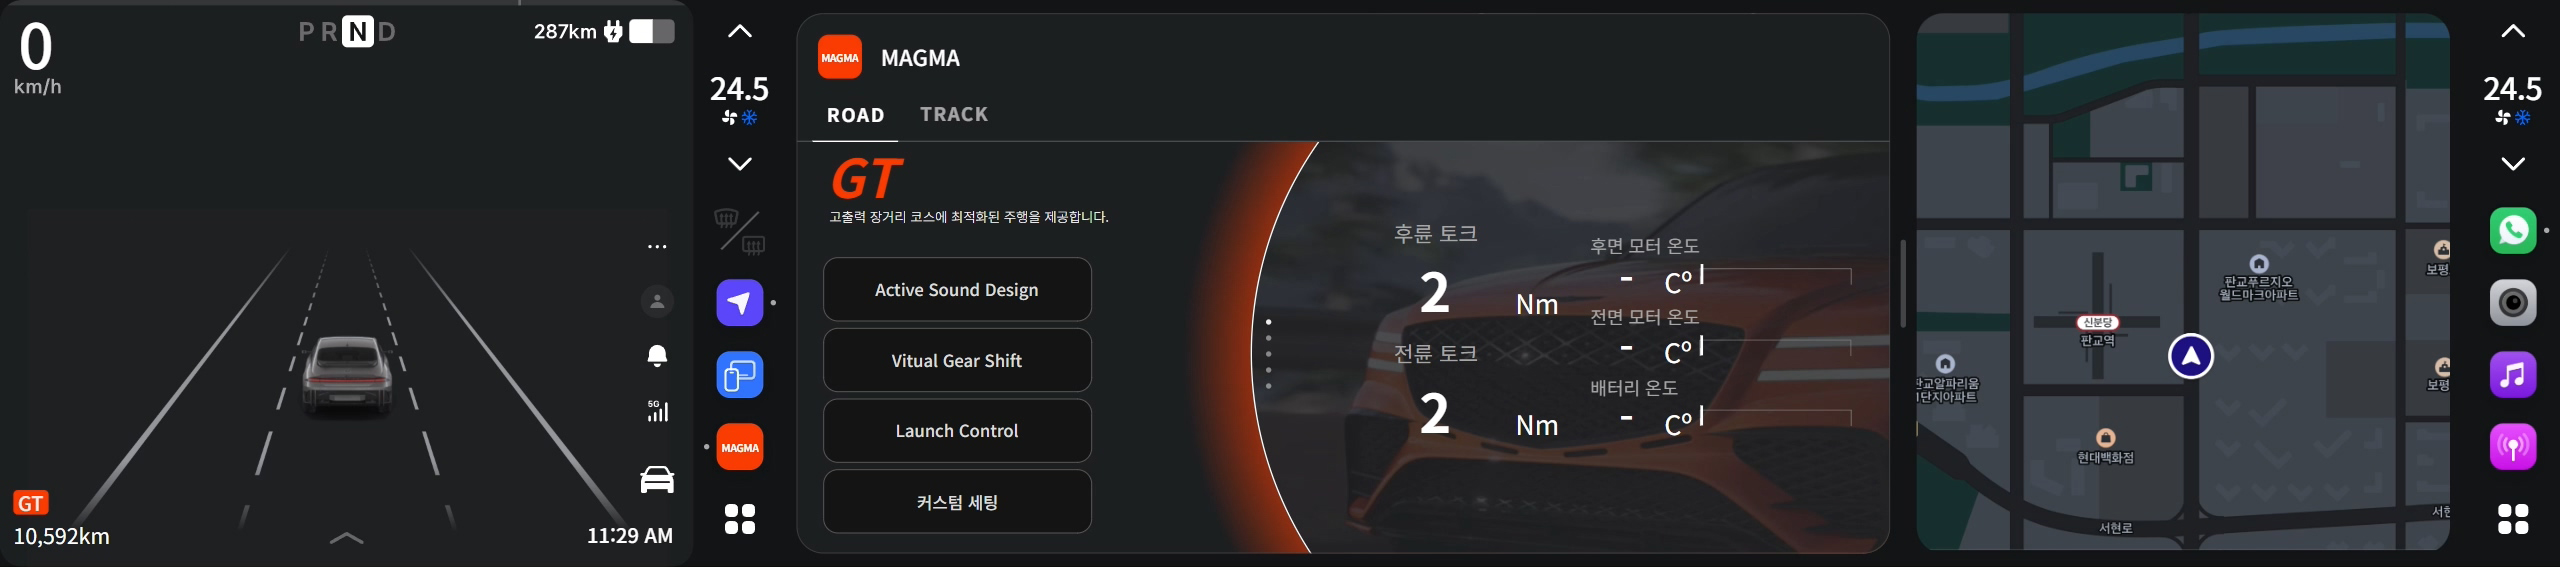 0
km/h
P R N D
287km
GT
10,592km
11:29 AM
5G
24.5
MAGMA
MAGMA
MAGMA
ROAD
TRACK
GT
고출력 장거리 코스에 최적화된 주행을 제공합니다.
Active Sound Design
Vitual Gear Shift
Launch Control
커스텀 세팅
후륜 토크
2 Nm
전륜 토크
2 Nm
후면 모터 온도
- Cº
전면 모터 온도
- Cº
배터리 온도
- Cº
판교푸르지오
월드마크아파트
신분당
판교역
판교알파리움
1단지아파트
현대백화점
보평
보평
서현로
서현
24.5